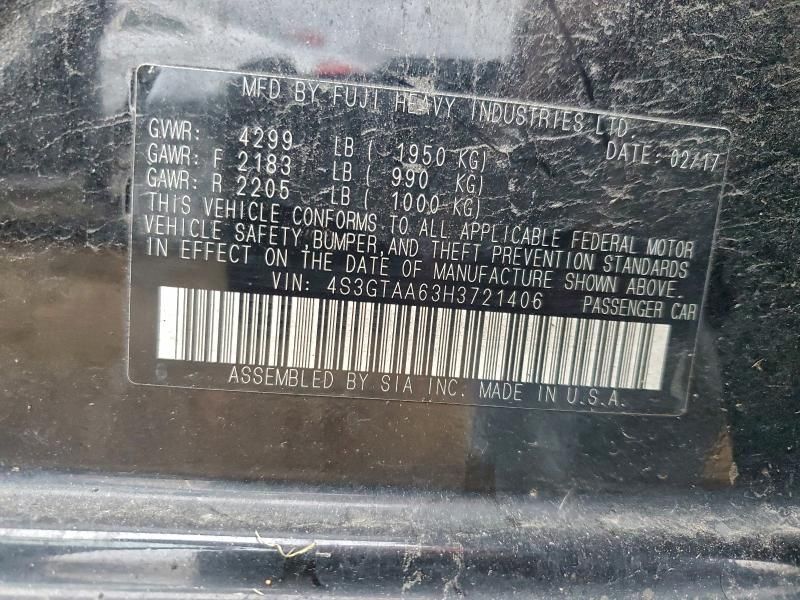 MFD BY FUJI HEAVY INDUSTRIES LTD.
GVWR: 4299 LB ( 1950 KG) DATE: 02/17
GAWR: F 2183 LB ( 990 KG)
GAWR: R 2205 LB ( 1000 KG)
THIS VEHICLE CONFORMS TO ALL APPLICABLE FEDERAL MOTOR
VEHICLE SAFETY, BUMPER, AND THEFT PREVENTION STANDARDS
IN EFFECT ON THE DATE OF MANUFACTURE SHOWN ABOVE.
VIN: 4S3GTAA63H3721406 PASSENGER CAR
ASSEMBLED BY SIA INC. MADE IN U.S.A.